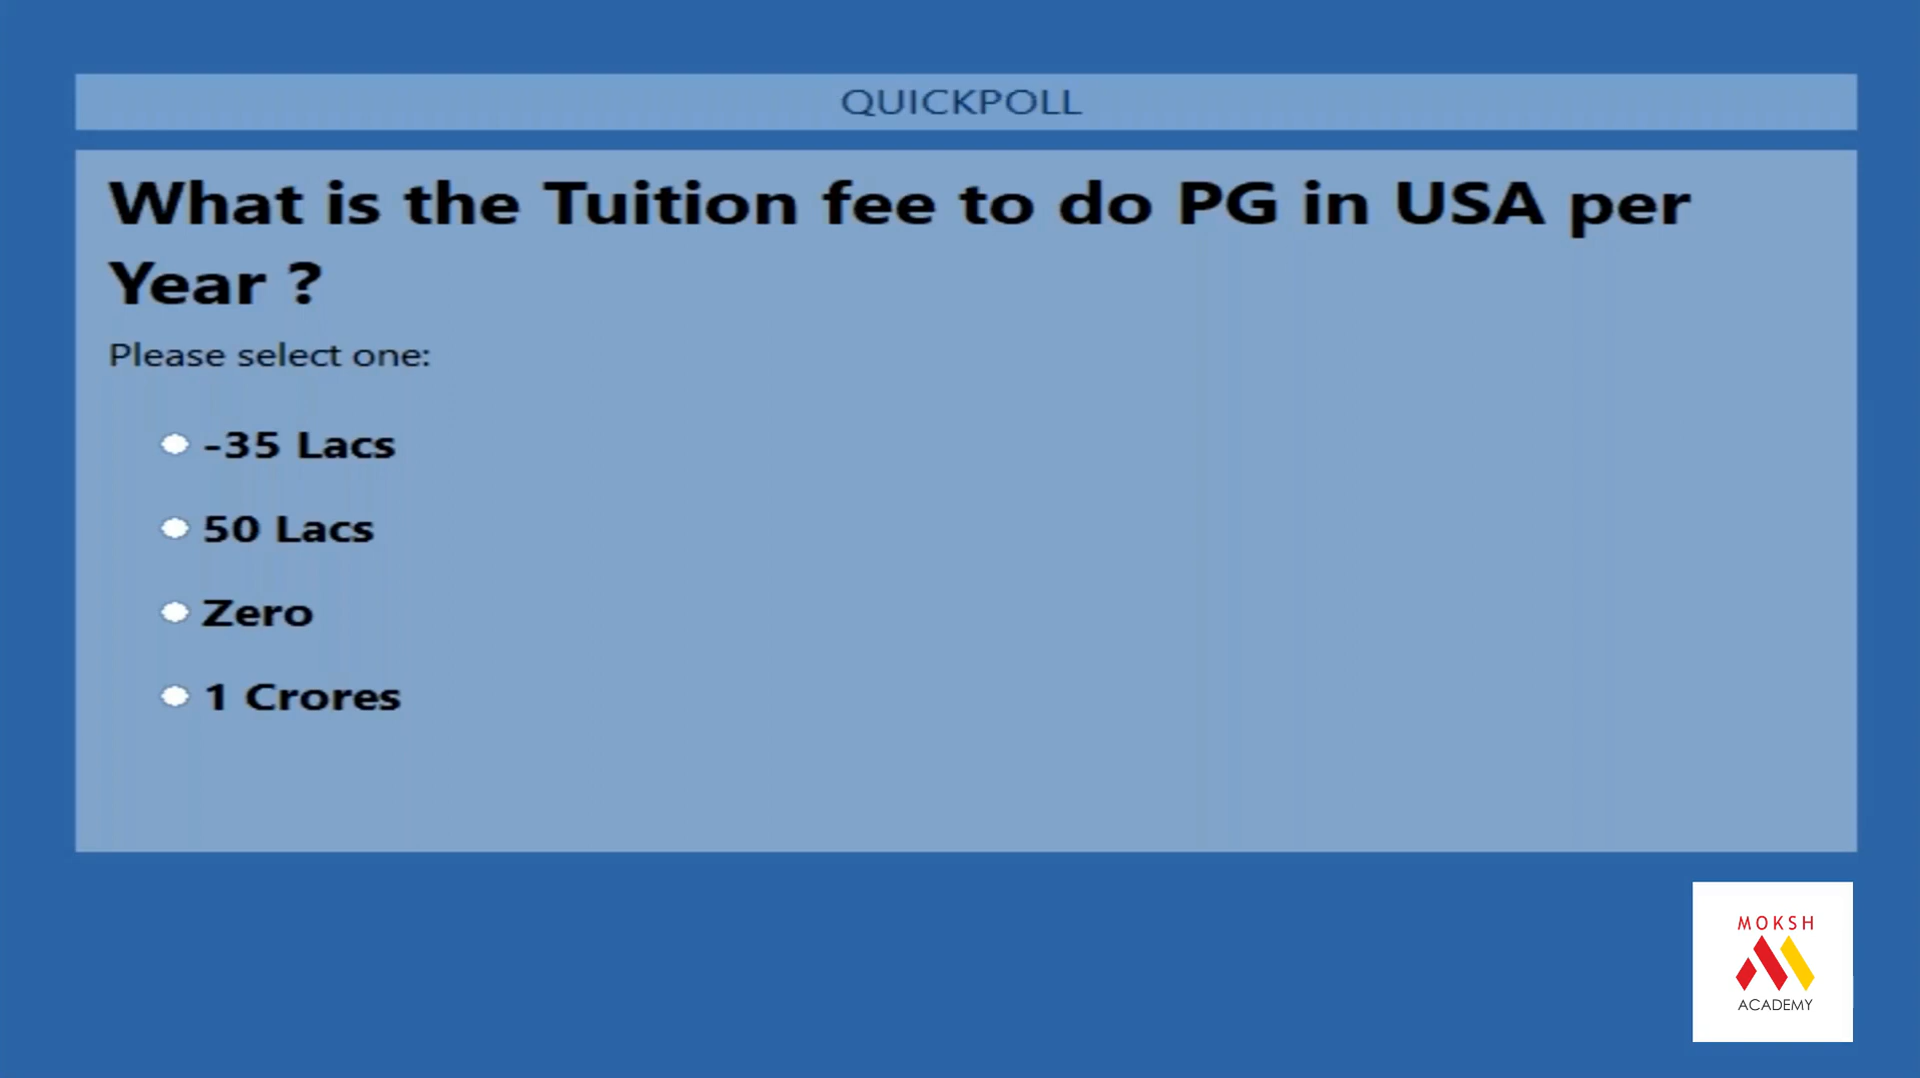 QUICKPOLL
What is the Tuition fee to do PG in USA per
Year ?
Please select one:
-35 Lacs
50 Lacs
Zero
1 Crores
MOKSH
ACADEMY